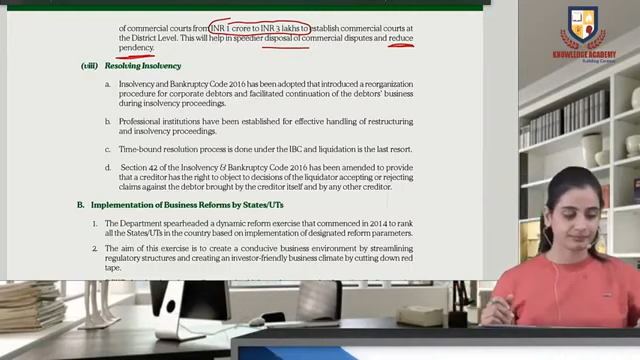 of commercial courts from INR 1 crore to INR 3 lakhs to establish commercial courts at
the District Level. This will help in speedier disposal of commercial disputes and reduce
pendency.
(viii) Resolving Insolvency
a. Insolvency and Bankruptcy Code 2016 has been adopted that introduced a reorganization
procedure for corporate debtors and facilitated continuation of the debtors' business
during insolvency proceedings.
b. Professional institutions have been established for effective handling of restructuring
and insolvency proceedings.
c. Time-bound resolution process is done under the IBC and liquidation is the last resort.
d. Section 42 of the Insolvency & Bankruptcy Code 2016 has been amended to provide
that a creditor has the right to object to decisions of the liquidator accepting or rejecting
claims against the debtor brought by the creditor itself and by any other creditor.
B. Implementation of Business Reforms by States/UTs
1. The Department spearheaded a dynamic reform exercise that commenced in 2014 to rank
all the States/UTs in the country based on implementation of designated reform parameters.
2. The aim of this exercise is to create a conducive business environment by streamlining
regulatory structures and creating an investor-friendly business climate by cutting down red
tape.
KNOWLEDGE ACADEMY
Building Career